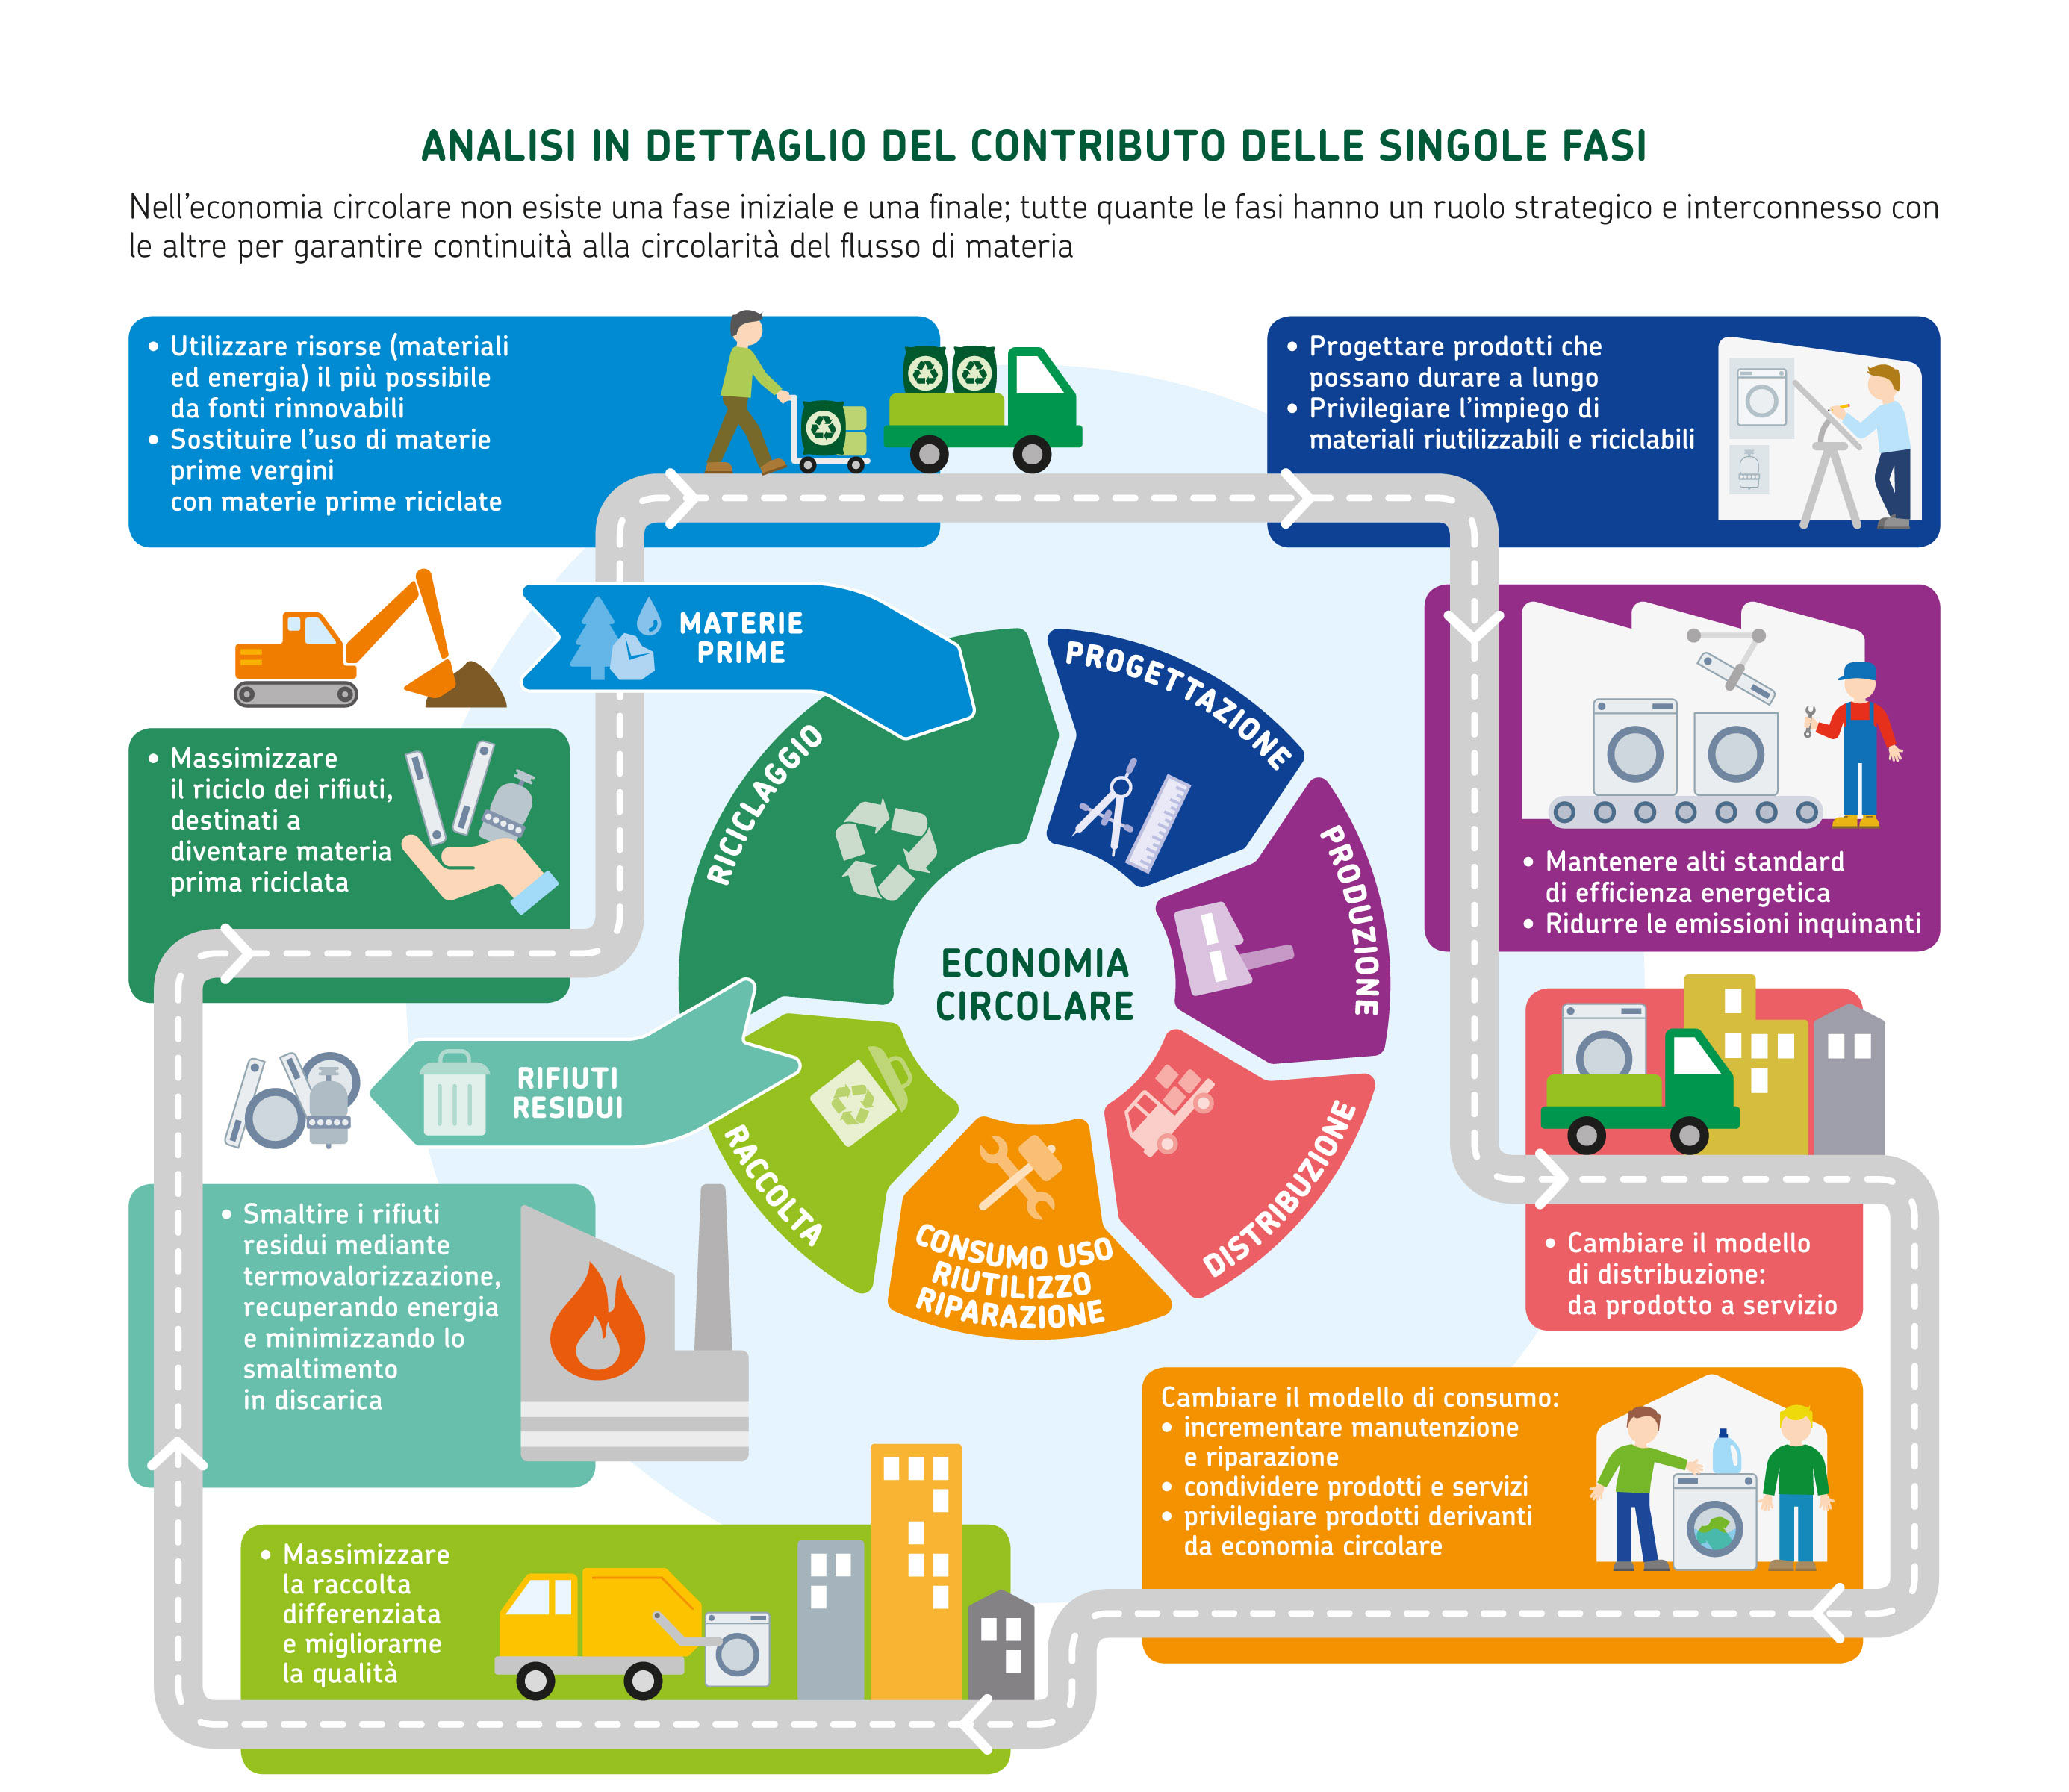 ANALISI IN DETTAGLIO DEL CONTRIBUTO DELLE SINGOLE FASI
Nell'economia circolare non esiste una fase iniziale e una finale; tutte quante le fasi hanno un ruolo strategico e interconnesso con
le altre per garantire continuità alla circolarità del flusso di materia
• Utilizzare risorse (materiali
ed energia) il più possibile
da fonti rinnovabili
• Sostituire l'uso di materie
prime vergini
con materie prime riciclate
• Progettare prodotti che
possano durare a lungo
• Privilegiare l'impiego di
materiali riutilizzabili e riciclabili
MATERIE
PRIME
PROGETTAZIONE
• Massimizzare
il riciclo dei rifiuti,
destinati a
diventare materia
prima riciclata
RICICLAGGIO
PRODUZIONE
• Mantenere alti standard
di efficienza energetica
• Ridurre le emissioni inquinanti
ECONOMIA
CIRCOLARE
RIFIUTI
RESIDUI
RACCOLTA
CONSUMO USO
RIUTILIZZO
RIPARAZIONE
DISTRIBUZIONE
• Smaltire i rifiuti
residui mediante
termovalorizzazione,
recuperando energia
e minimizzando lo
smaltimento
in discarica
• Cambiare il modello
di distribuzione:
da prodotto a servizio
Cambiare il modello di consumo:
• incrementare manutenzione
e riparazione
• condividere prodotti e servizi
• privilegiare prodotti derivanti
da economia circolare
• Massimizzare
la raccolta
differenziata
e migliorarne
la qualità